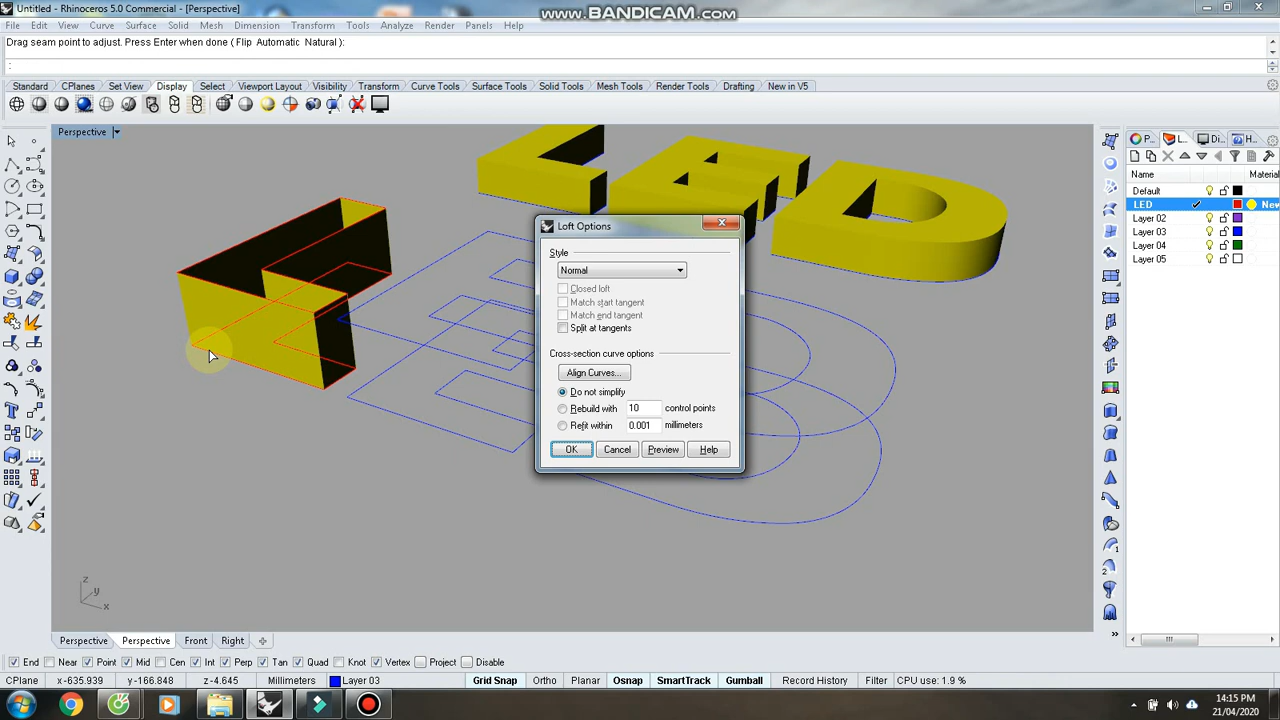 Untitled - Rhinoceros 5.0 Commercial - [Perspective]
www.BANDICAM.com
File Edit View Curve Surface Solid Mesh Dimension Transform Tools Analyze Render Panels Help
Drag seam point to adjust. Press Enter when done ( Flip Automatic Natural ):
:
Standard CPlanes Set View Display Select Viewport Layout Visibility Transform Curve Tools Surface Tools Solid Tools Mesh Tools Render Tools Drafting New in V5
Perspective
P... L... Di... H...
Name Material
Default
LED New
Layer 02
Layer 03
Layer 04
Layer 05
LED
Loft Options
Style
Normal
Closed loft
Match start tangent
Match end tangent
Split at tangents
Cross-section curve options
Align Curves...
Do not simplify
Rebuild with 10 control points
Refit within 0.001 millimeters
OK Cancel Preview Help
z
y
x
Perspective Perspective Front Right
End Near Point Mid Cen Int Perp Tan Quad Knot Vertex Project Disable
CPlane x-635.939 y-166.848 z-4.645 Millimeters Layer 03 Grid Snap Ortho Planar Osnap SmartTrack Gumball Record History Filter CPU use: 1.9 %
14:15 PM
21/04/2020